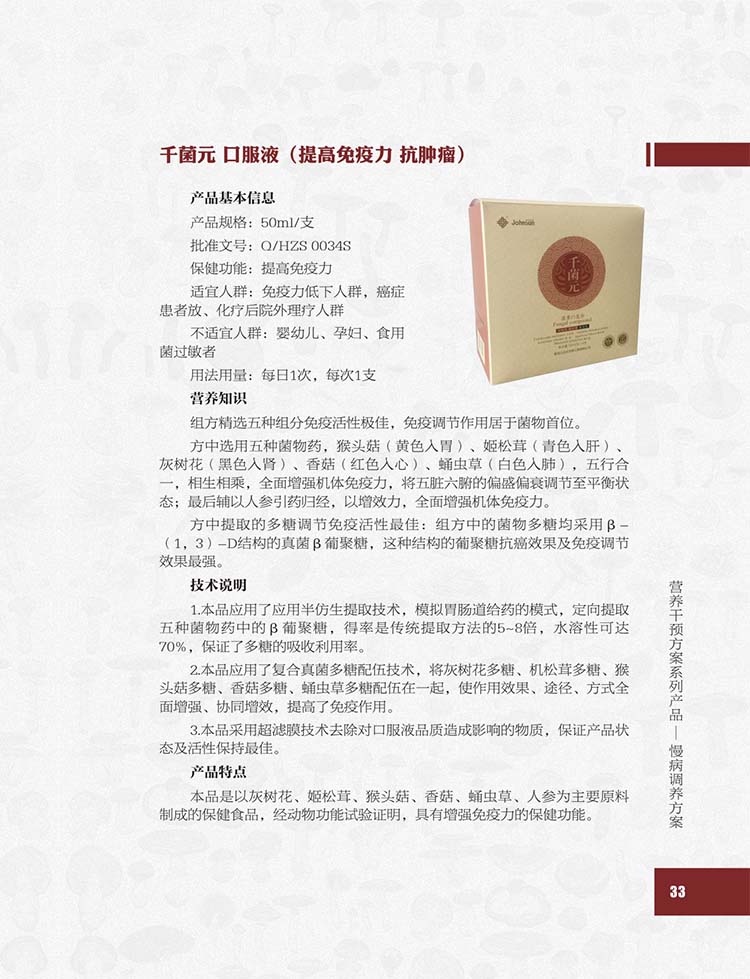 千菌元 口服液（提高免疫力 抗肿瘤）
产品基本信息
产品规格：50ml/支
批准文号：Q/HZS 0034S
保健功能：提高免疫力
适宜人群：免疫力低下人群，癌症
患者放、化疗后院外理疗人群
不适宜人群：婴幼儿、孕妇、食用
菌过敏者
用法用量：每日1次，每次1支
Johnsan
千菌元
Fungal compound
营养知识
组方精选五种组分免疫活性极佳，免疫调节作用居于菌物首位。
方中选用五种菌物药，猴头菇（黄色入胃）、姬松茸（青色入肝）、
灰树花（黑色入肾）、香菇（红色入心）、蛹虫草（白色入肺），五行合
一，相生相乘，全面增强机体免疫力，将五脏六腑的偏盛偏衰调节至平衡状
态；最后辅以人参引药归经，以增效力，全面增强机体免疫力。
方中提取的多糖调节免疫活性最佳：组方中的菌物多糖均采用β–
（1，3）–D结构的真菌β葡聚糖，这种结构的葡聚糖抗癌效果及免疫调节
效果最强。
技术说明
1.本品应用了应用半仿生提取技术，模拟胃肠道给药的模式，定向提取
五种菌物药中的β葡聚糖，得率是传统提取方法的5~8倍，水溶性可达
70%，保证了多糖的吸收利用率。
2.本品应用了复合真菌多糖配伍技术，将灰树花多糖、机松茸多糖、猴
头菇多糖、香菇多糖、蛹虫草多糖配伍在一起，使作用效果、途径、方式全
面增强、协同增效，提高了免疫作用。
3.本品采用超滤膜技术去除对口服液品质造成影响的物质，保证产品状
态及活性保持最佳。
产品特点
本品是以灰树花、姬松茸、猴头菇、香菇、蛹虫草、人参为主要原料
制成的保健食品，经动物功能试验证明，具有增强免疫力的保健功能。
营养干预方案系列产品—慢病调养方案
33